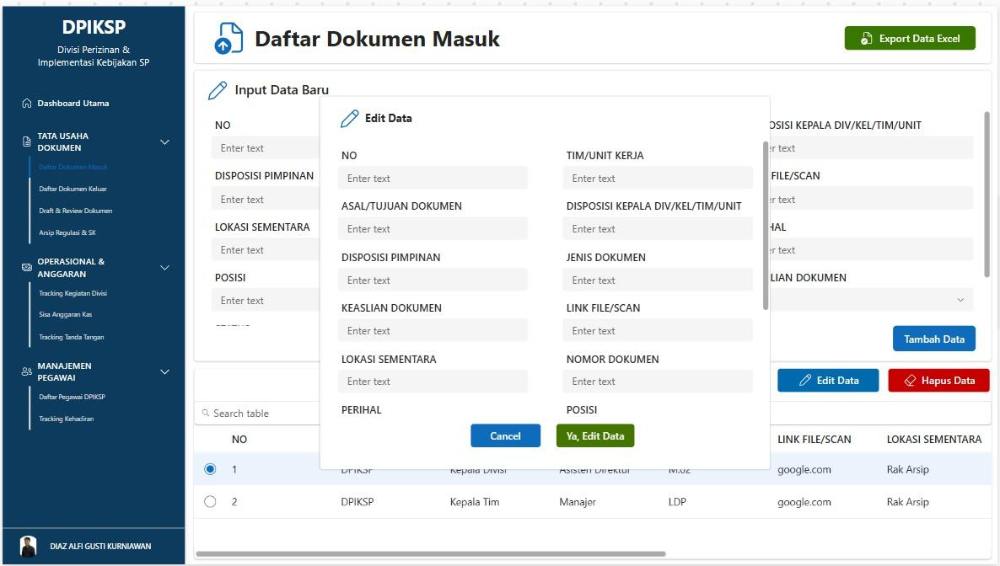 DPIKSP
Divisi Perizinan &
Implementasi Kebijakan SP
Dashboard Utama
TATA USAHA
DOKUMEN
Daftar Dokumen Masuk
Daftar Dokumen Keluar
Draft & Review Dokumen
Arsip Regulasi & SK
OPERASIONAL &
ANGGARAN
Tracking Kegiatan Divisi
Sisa Anggaran Kas
Tracking Tanda Tangan
MANAJEMEN
PEGAWAI
Daftar Pegawai DPIKSP
Tracking Kehadiran
DIAZ ALFI GUSTI KURNIAWAN
Daftar Dokumen Masuk
Export Data Excel
Input Data Baru
NO
Enter text
DISPOSISI PIMPINAN
Enter text
LOKASI SEMENTARA
Enter text
POSISI
Enter text
OSISI KEPALA DIV/KEL/TIM/UNIT
r text
FILE/SCAN
er text
HAL
er text
LIAN DOKUMEN
Tambah Data
Edit Data
NO
Enter text
TIM/UNIT KERJA
Enter text
ASAL/TUJUAN DOKUMEN
Enter text
DISPOSISI KEPALA DIV/KEL/TIM/UNIT
Enter text
DISPOSISI PIMPINAN
Enter text
JENIS DOKUMEN
Enter text
KEASLIAN DOKUMEN
Enter text
LINK FILE/SCAN
Enter text
LOKASI SEMENTARA
Enter text
NOMOR DOKUMEN
Enter text
PERIHAL
POSISI
Cancel
Ya, Edit Data
Edit Data
Hapus Data
Search table
NO LINK FILE/SCAN LOKASI SEMENTARA
1 DPIKSP Kepala Divisi Asisten Direktur M.02 google.com Rak Arsip
2 DPIKSP Kepala Tim Manajer LDP google.com Rak Arsip